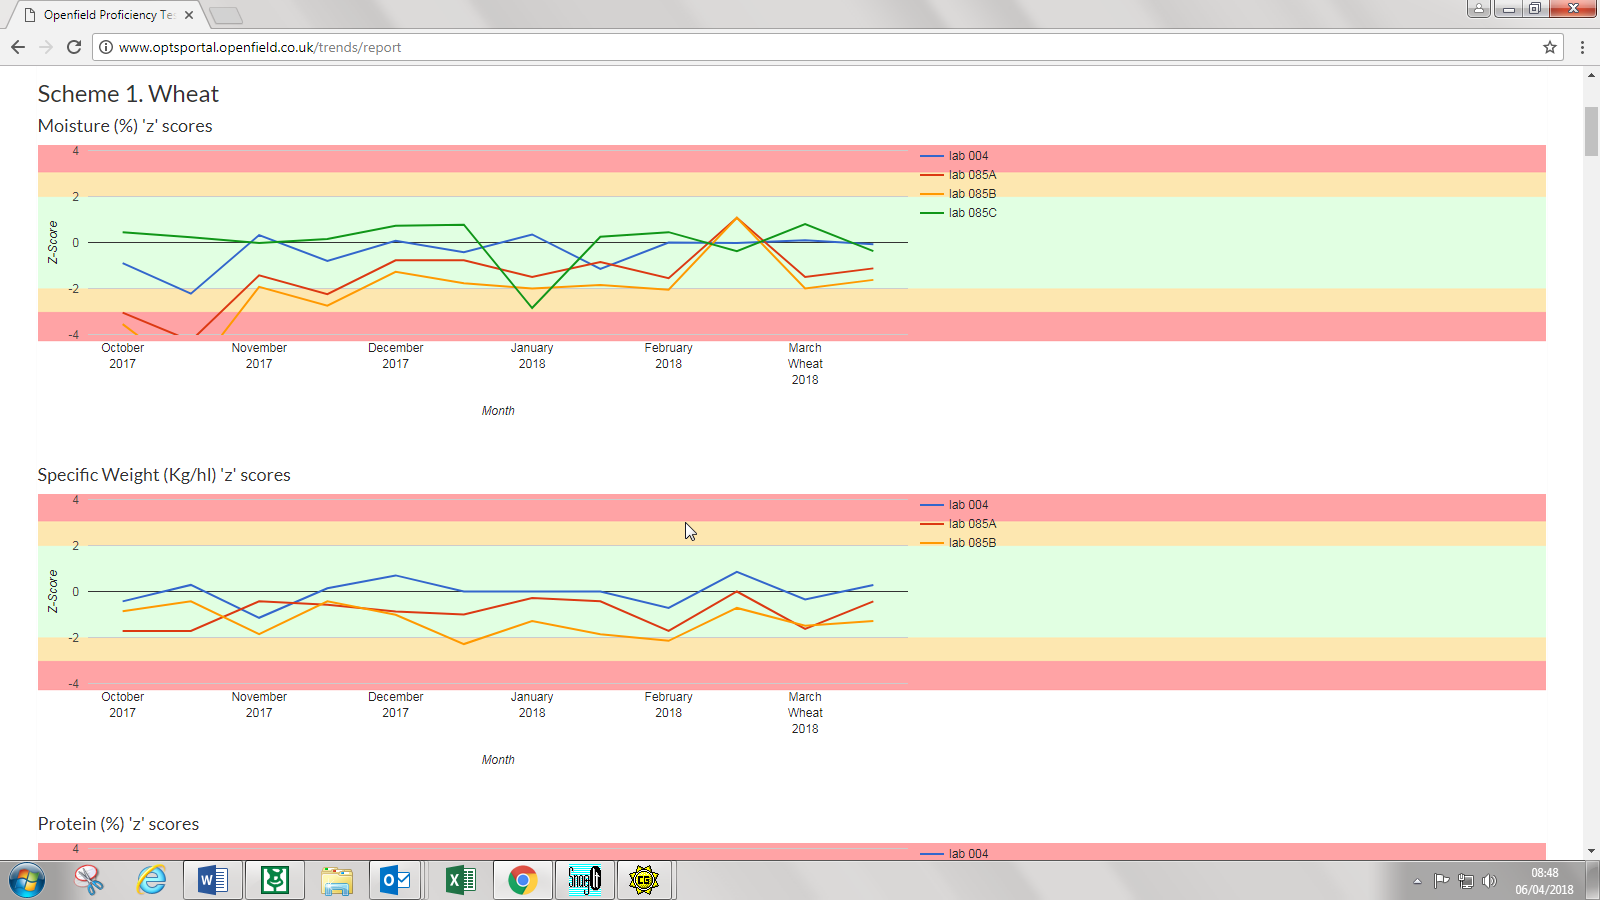 Openfield Proficiency Te
www.optsportal.openfield.co.uk/trends/report
Scheme 1. Wheat
Moisture (%) 'z' scores
4
2
0
-2
-4
Z-Score
lab 004
lab 085A
lab 085B
lab 085C
October 2017
November 2017
December 2017
January 2018
February 2018
March Wheat 2018
Month
Specific Weight (Kg/hl) 'z' scores
4
2
0
-2
-4
Z-Score
lab 004
lab 085A
lab 085B
October 2017
November 2017
December 2017
January 2018
February 2018
March Wheat 2018
Month
Protein (%) 'z' scores
4
lab 004
SnagIt
CG
08:48
06/04/2018